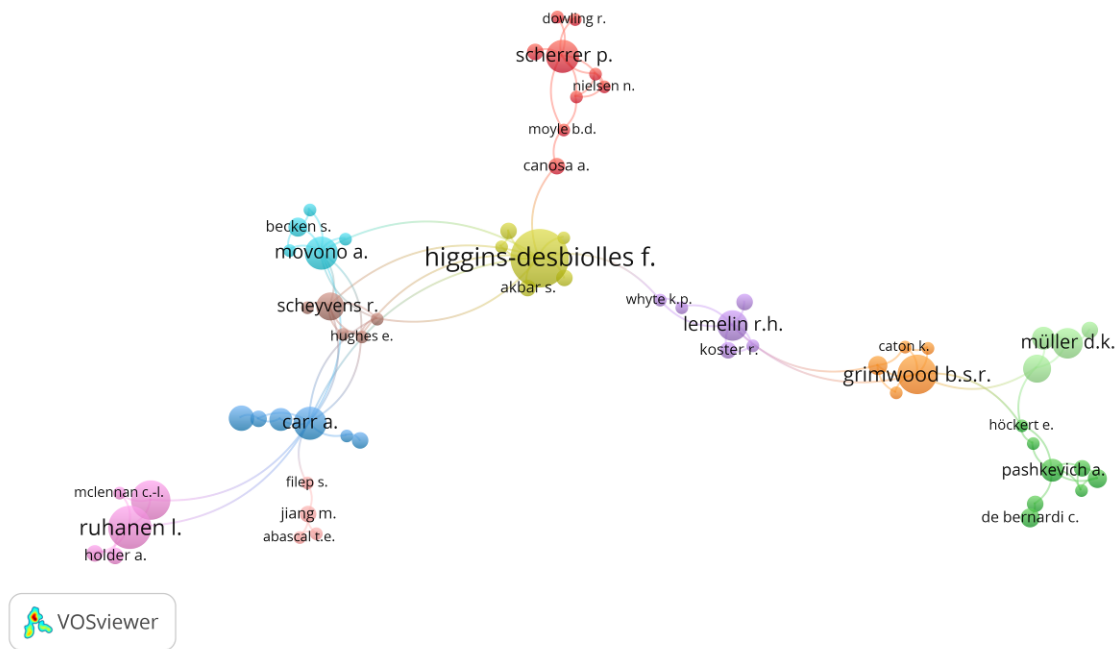 dowling r.
scherrer p.
nielsen n.
moyle b.d.
canosa a.
becken s.
movono a.
higgins-desbiolles f.
akbar s.
scheyvens r.
hughes e.
whyte k.p.
lemelin r.h.
koster r.
caton k.
grimwood b.s.r.
müller d.k.
carr a.
höckert e.
pashkevich a.
de bernardi c.
filep s.
mclennan c.-l.
jiang m.
ruhanen l.
abascal t.e.
holder a.
VOSviewer